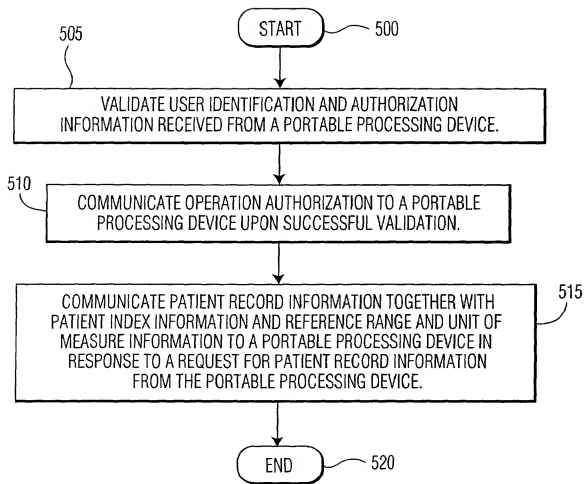 START
500
505
VALIDATE USER IDENTIFICATION AND AUTHORIZATION
INFORMATION RECEIVED FROM A PORTABLE PROCESSING DEVICE.
510
COMMUNICATE OPERATION AUTHORIZATION TO A PORTABLE
PROCESSING DEVICE UPON SUCCESSFUL VALIDATION.
515
COMMUNICATE PATIENT RECORD INFORMATION TOGETHER WITH
PATIENT INDEX INFORMATION AND REFERENCE RANGE AND UNIT OF
MEASURE INFORMATION TO A PORTABLE PROCESSING DEVICE IN
RESPONSE TO A REQUEST FOR PATIENT RECORD INFORMATION
FROM THE PORTABLE PROCESSING DEVICE.
END
520